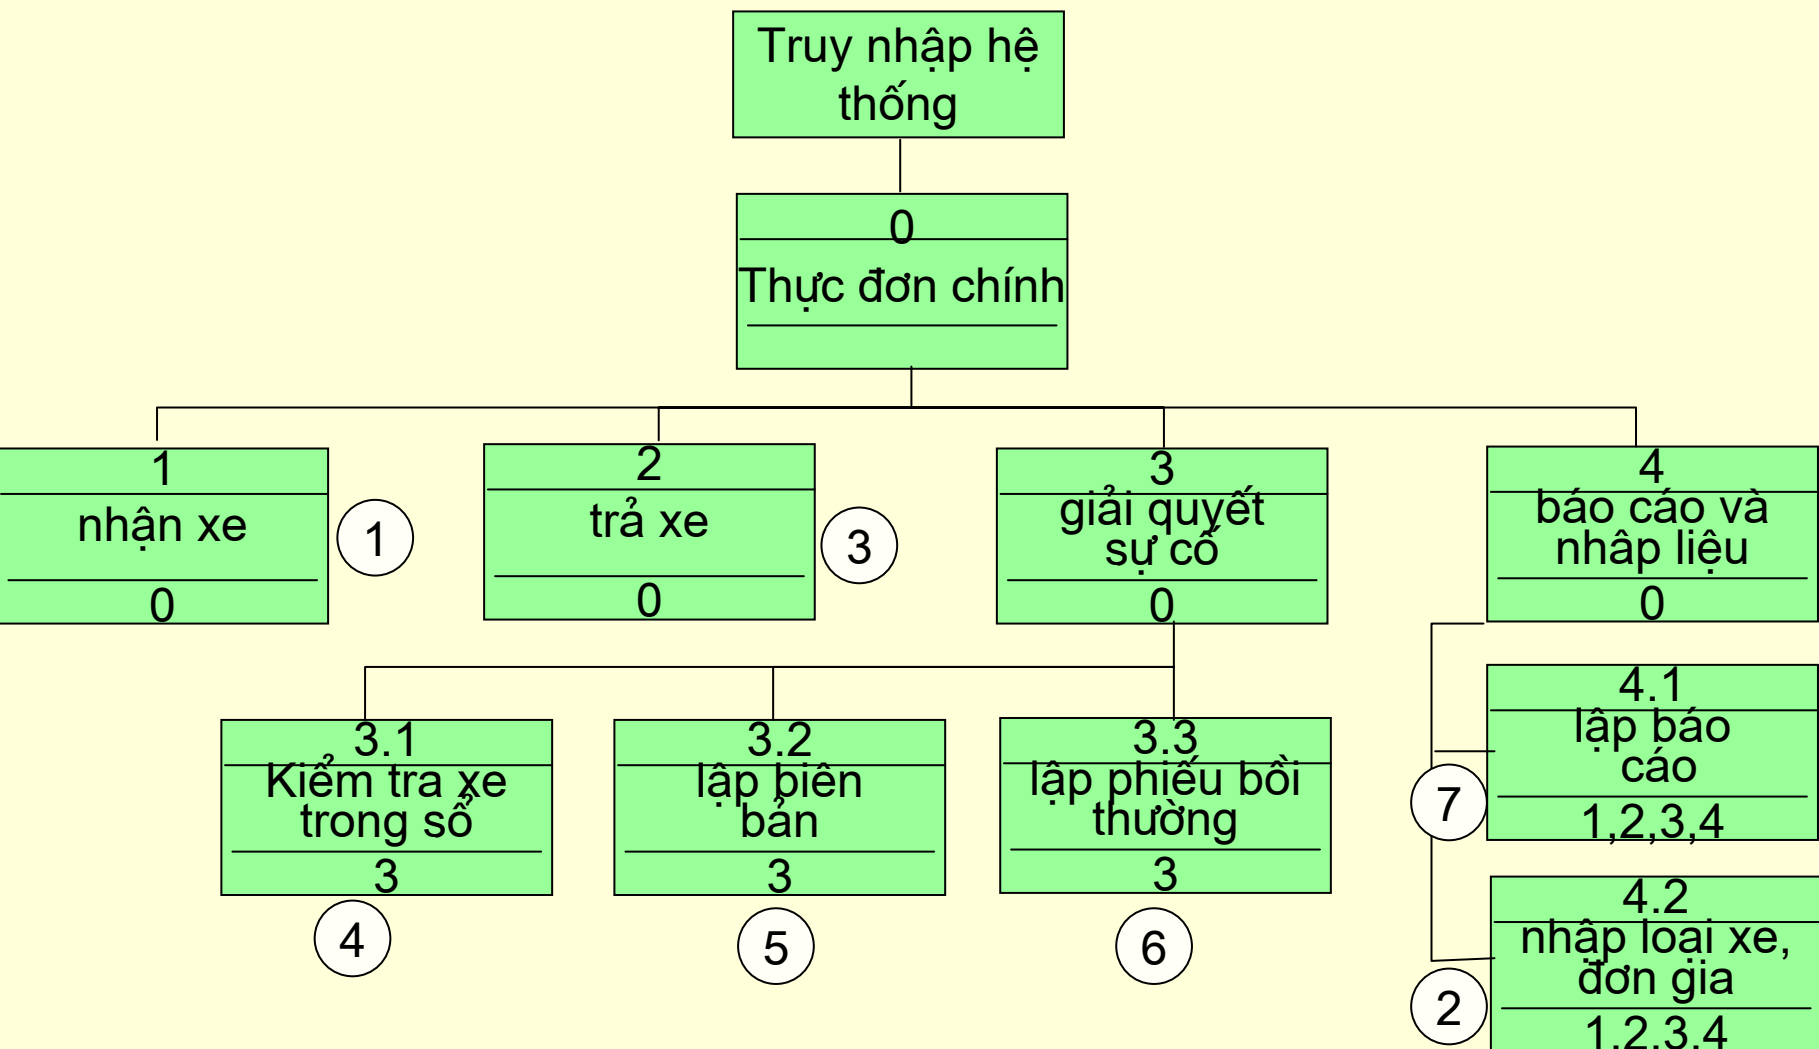 Truy nhập hệ
thống
0
Thực đơn chính
1
nhận xe
0
1
2
trả xe
0
3
3
giải quyết
sự cố
0
4
báo cáo và
nhâp liệu
0
3.1
Kiểm tra xe
trong sổ
3
4
3.2
lập biên
bản
3
5
3.3
lập phiếu bồi
thường
3
6
4.1
lập báo
cáo
1,2,3,4
7
4.2
nhập loại xe,
đơn gia
1,2,3,4
2